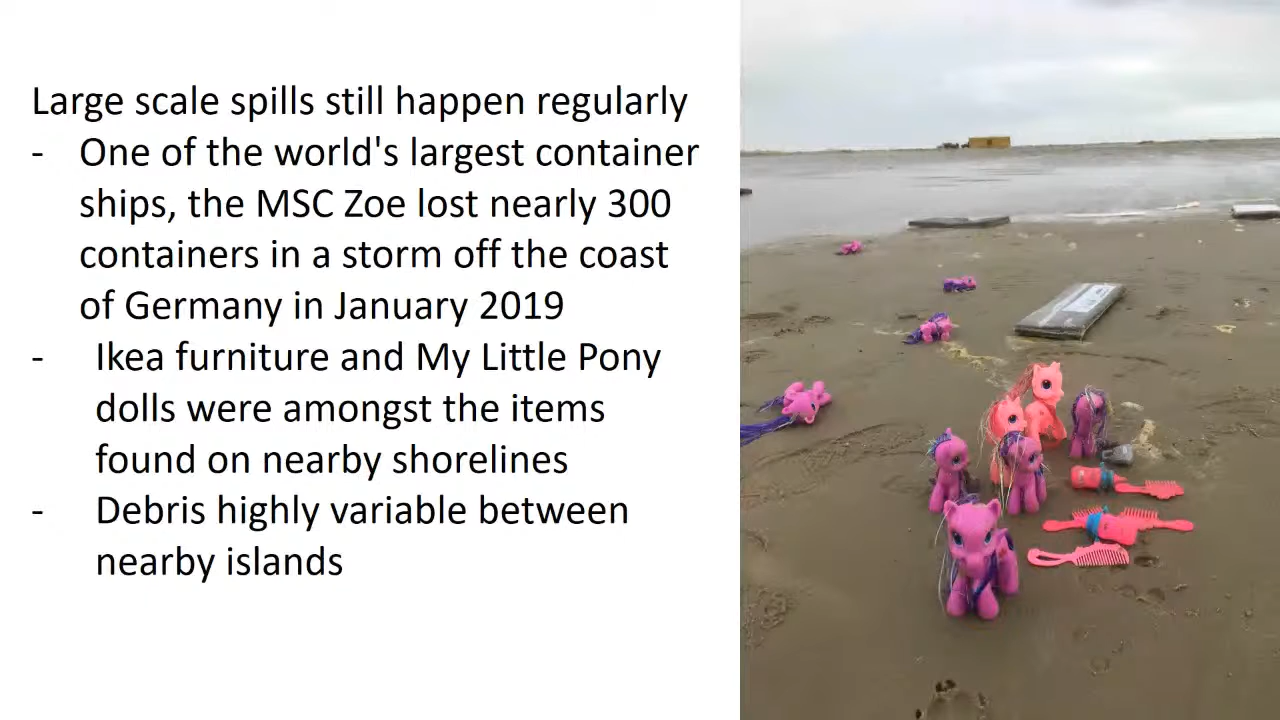 Large scale spills still happen regularly
- One of the world's largest container
ships, the MSC Zoe lost nearly 300
containers in a storm off the coast
of Germany in January 2019
- Ikea furniture and My Little Pony
dolls were amongst the items
found on nearby shorelines
- Debris highly variable between
nearby islands